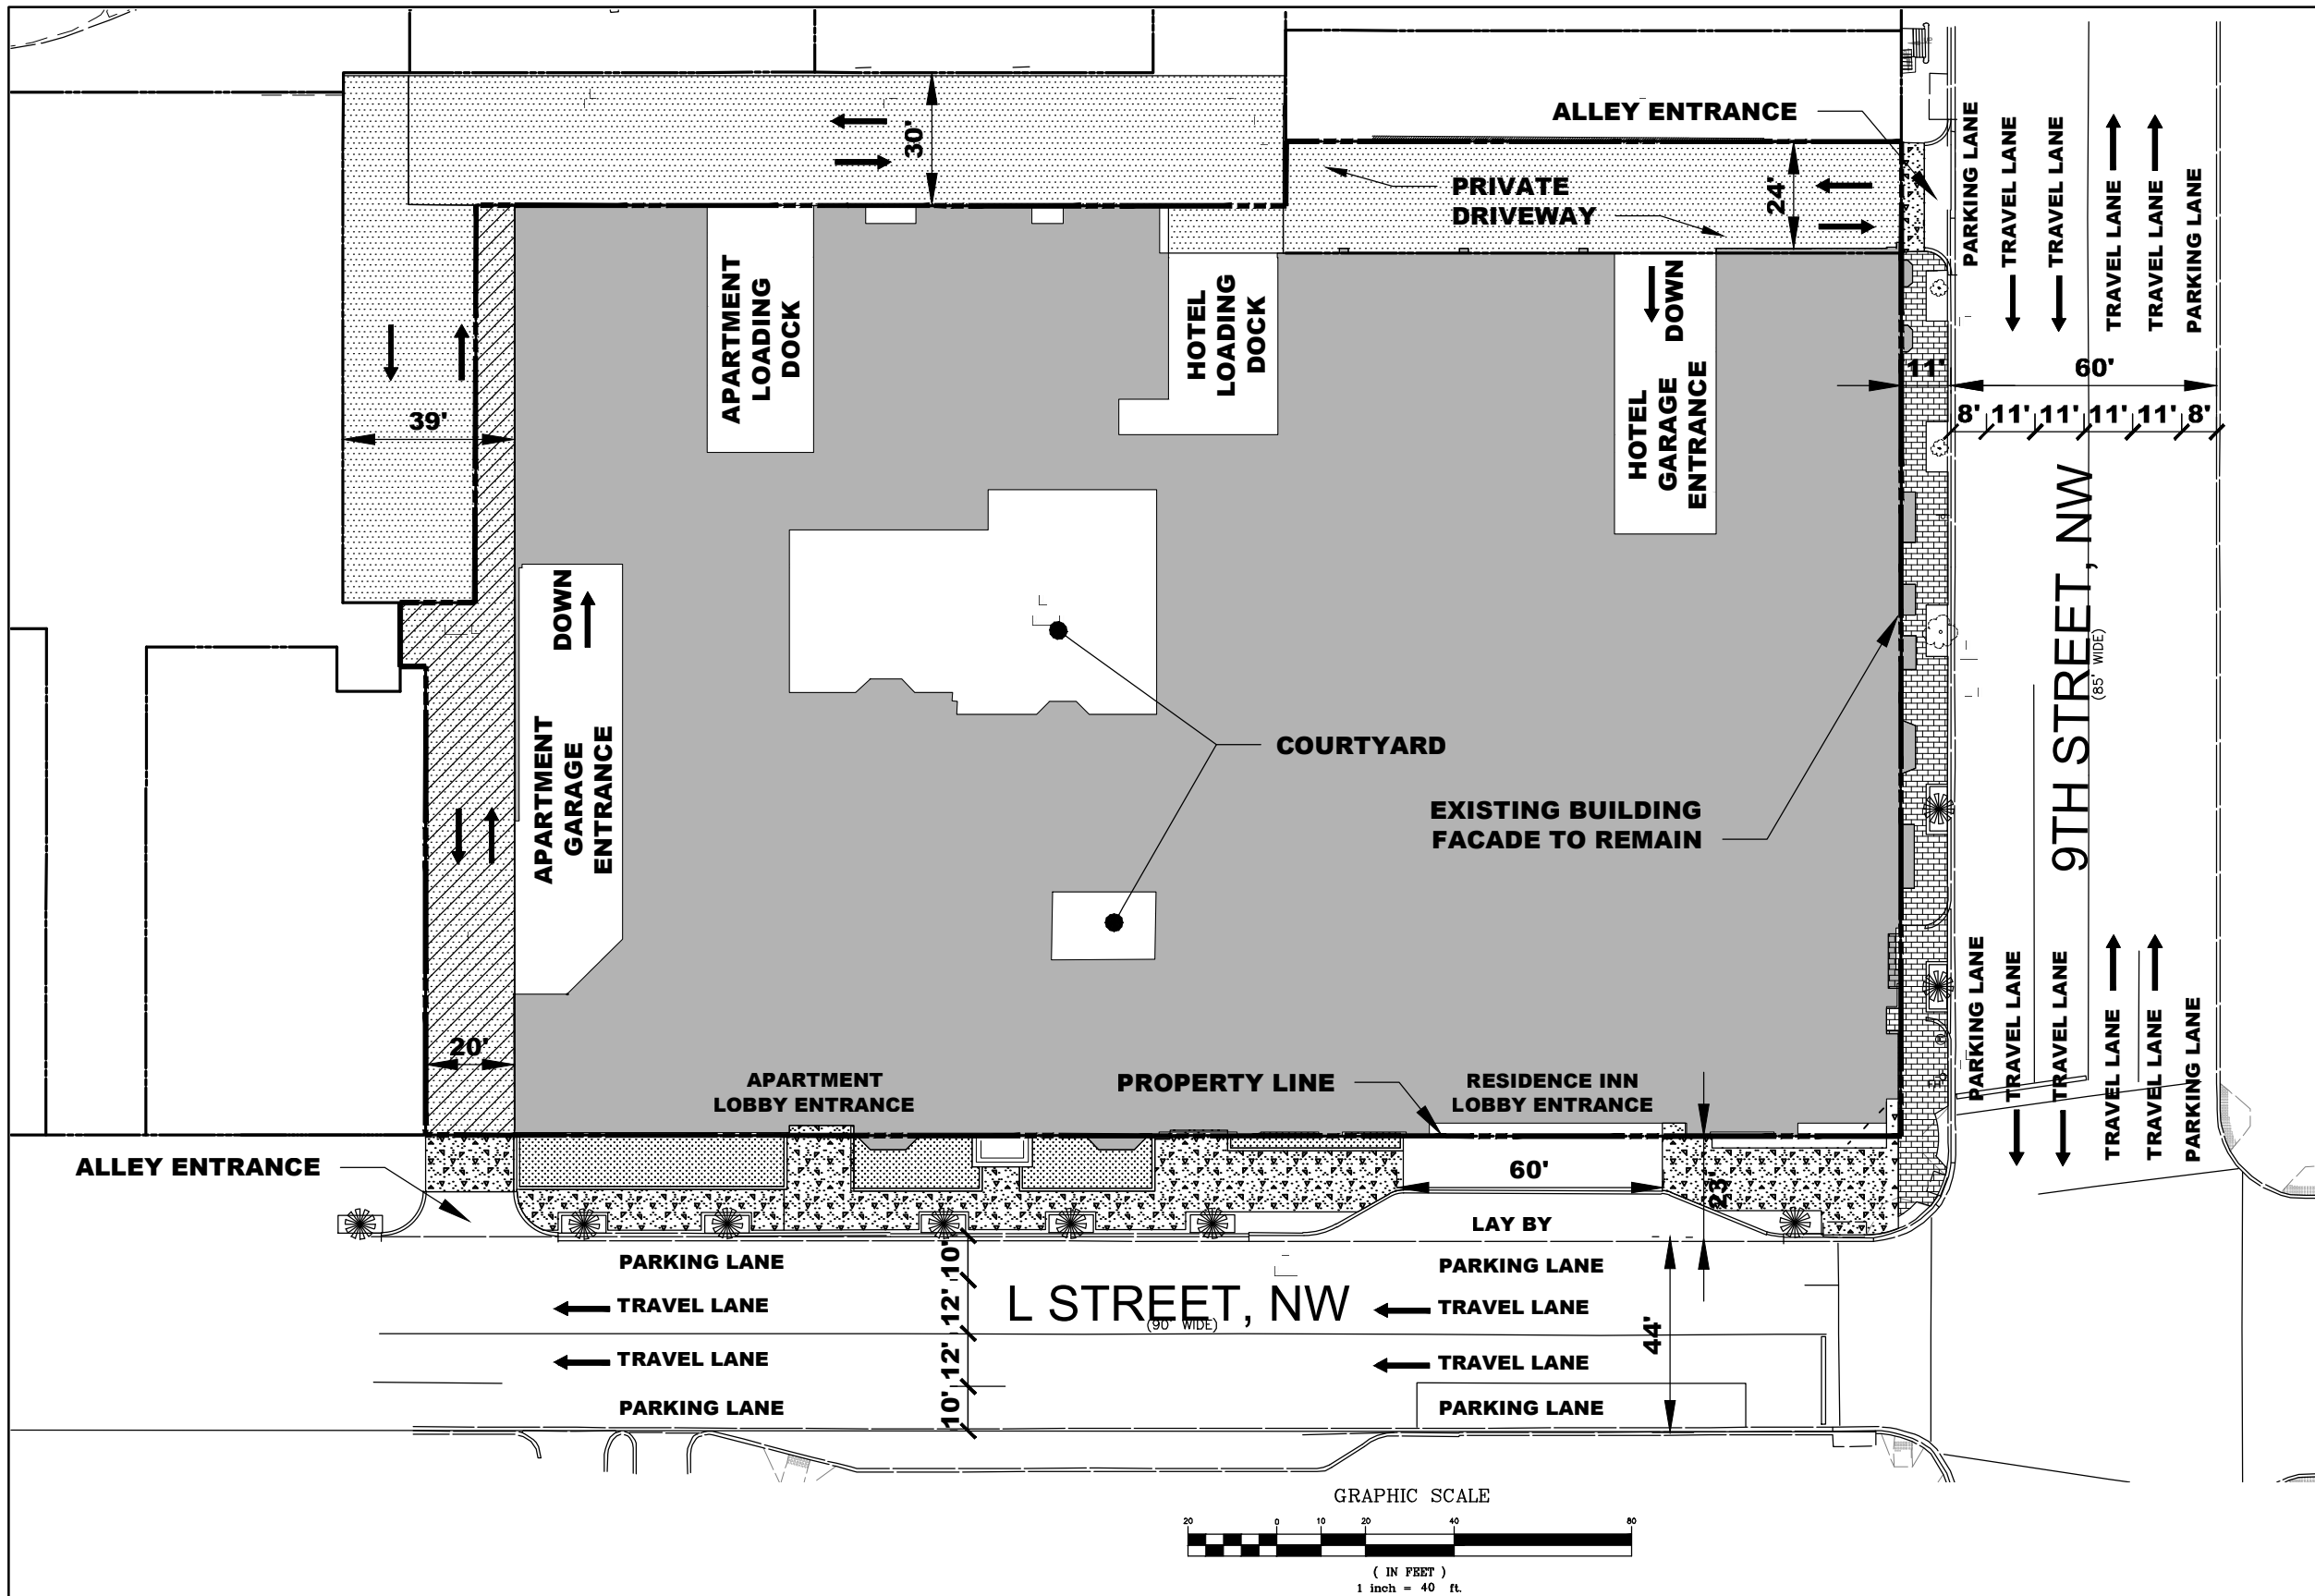 ALLEY ENTRANCE
30'
PRIVATE
DRIVEWAY
24'
PARKING LANE
TRAVEL LANE
TRAVEL LANE
TRAVEL LANE
TRAVEL LANE
PARKING LANE
APARTMENT
LOADING
DOCK
HOTEL
LOADING
DOCK
DOWN
HOTEL
GARAGE
ENTRANCE
11'
60'
8'
11'
11'
11'
11'
8'
39'
9TH STREET, NW
(85' WIDE)
DOWN
APARTMENT
GARAGE
ENTRANCE
COURTYARD
EXISTING BUILDING
FACADE TO REMAIN
PARKING LANE
TRAVEL LANE
TRAVEL LANE
TRAVEL LANE
TRAVEL LANE
PARKING LANE
20'
APARTMENT
LOBBY ENTRANCE
PROPERTY LINE
RESIDENCE INN
LOBBY ENTRANCE
ALLEY ENTRANCE
60'
23'
LAY BY
PARKING LANE
10'
PARKING LANE
TRAVEL LANE
12'
L STREET, NW
(90' WIDE)
TRAVEL LANE
44'
TRAVEL LANE
12'
TRAVEL LANE
PARKING LANE
10'
PARKING LANE
GRAPHIC SCALE
20 0 10 20 40 80
( IN FEET )
1 inch = 40 ft.